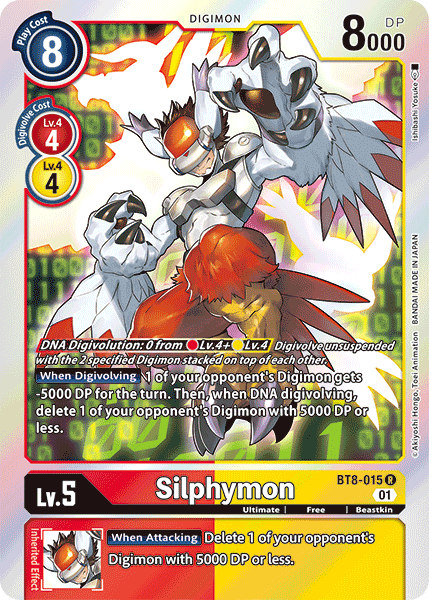 Play Cost
8
DIGIMON
DP
8000
Digivolve Cost
Lv.4
4
Lv.4
4
Ishibashi Yosuke
© Akiyoshi Hongo, Toei Animation BANDAI MADE IN JAPAN
DNA Digivolution: 0 from Lv.4 + Lv.4 Digivolve unsuspended
with the 2 specified Digimon stacked on top of each other.
When Digivolving 1 of your opponent's Digimon gets
-5000 DP for the turn. Then, when DNA digivolving,
delete 1 of your opponent's Digimon with 5000 DP or
less.
Lv.5
Silphymon
BT8-015 R
01
Ultimate | Free | Beastkin
Inherited Effect
When Attacking Delete 1 of your opponent's
Digimon with 5000 DP or less.